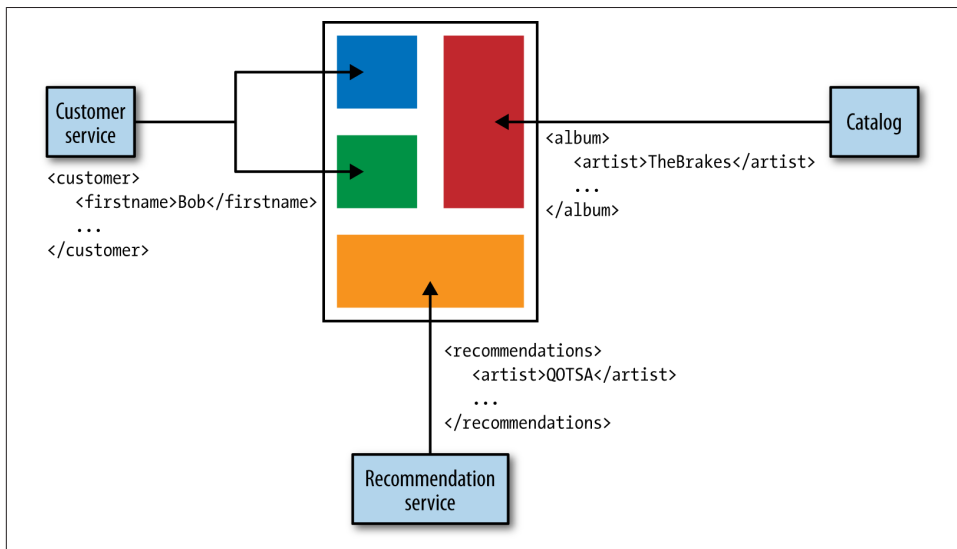 Customer
service
<customer>
<firstname>Bob</firstname>
...
</customer>
Catalog
<album>
<artist>TheBrakes</artist>
...
</album>
<recommendations>
<artist>QOTSA</artist>
...
</recommendations>
Recommendation
service